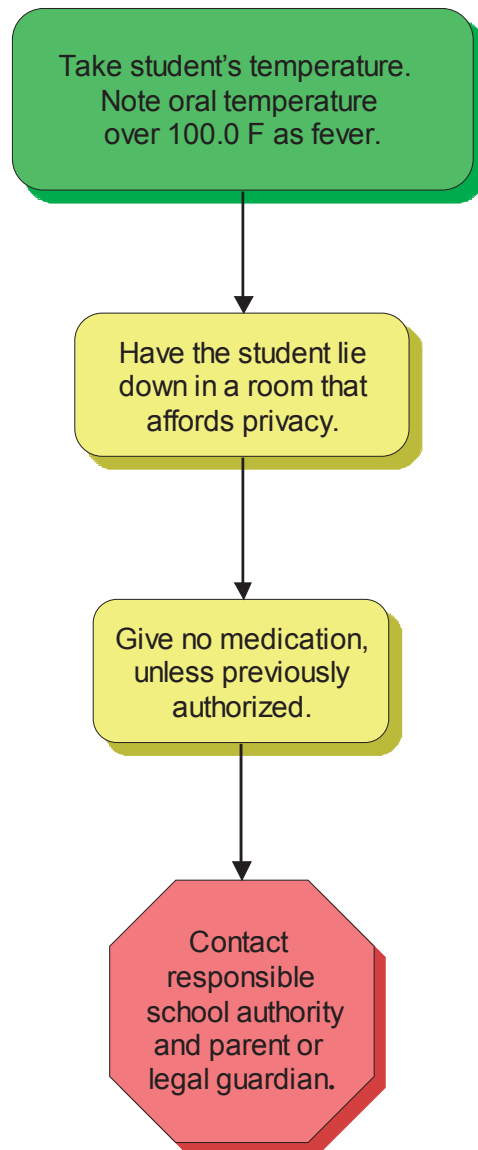 Take student’s temperature.
Note oral temperature
over 100.0 F as fever.
Have the student lie
down in a room that
affords privacy.
Give no medication,
unless previously
authorized.
Contact
responsible
school authority
and parent or
legal guardian.